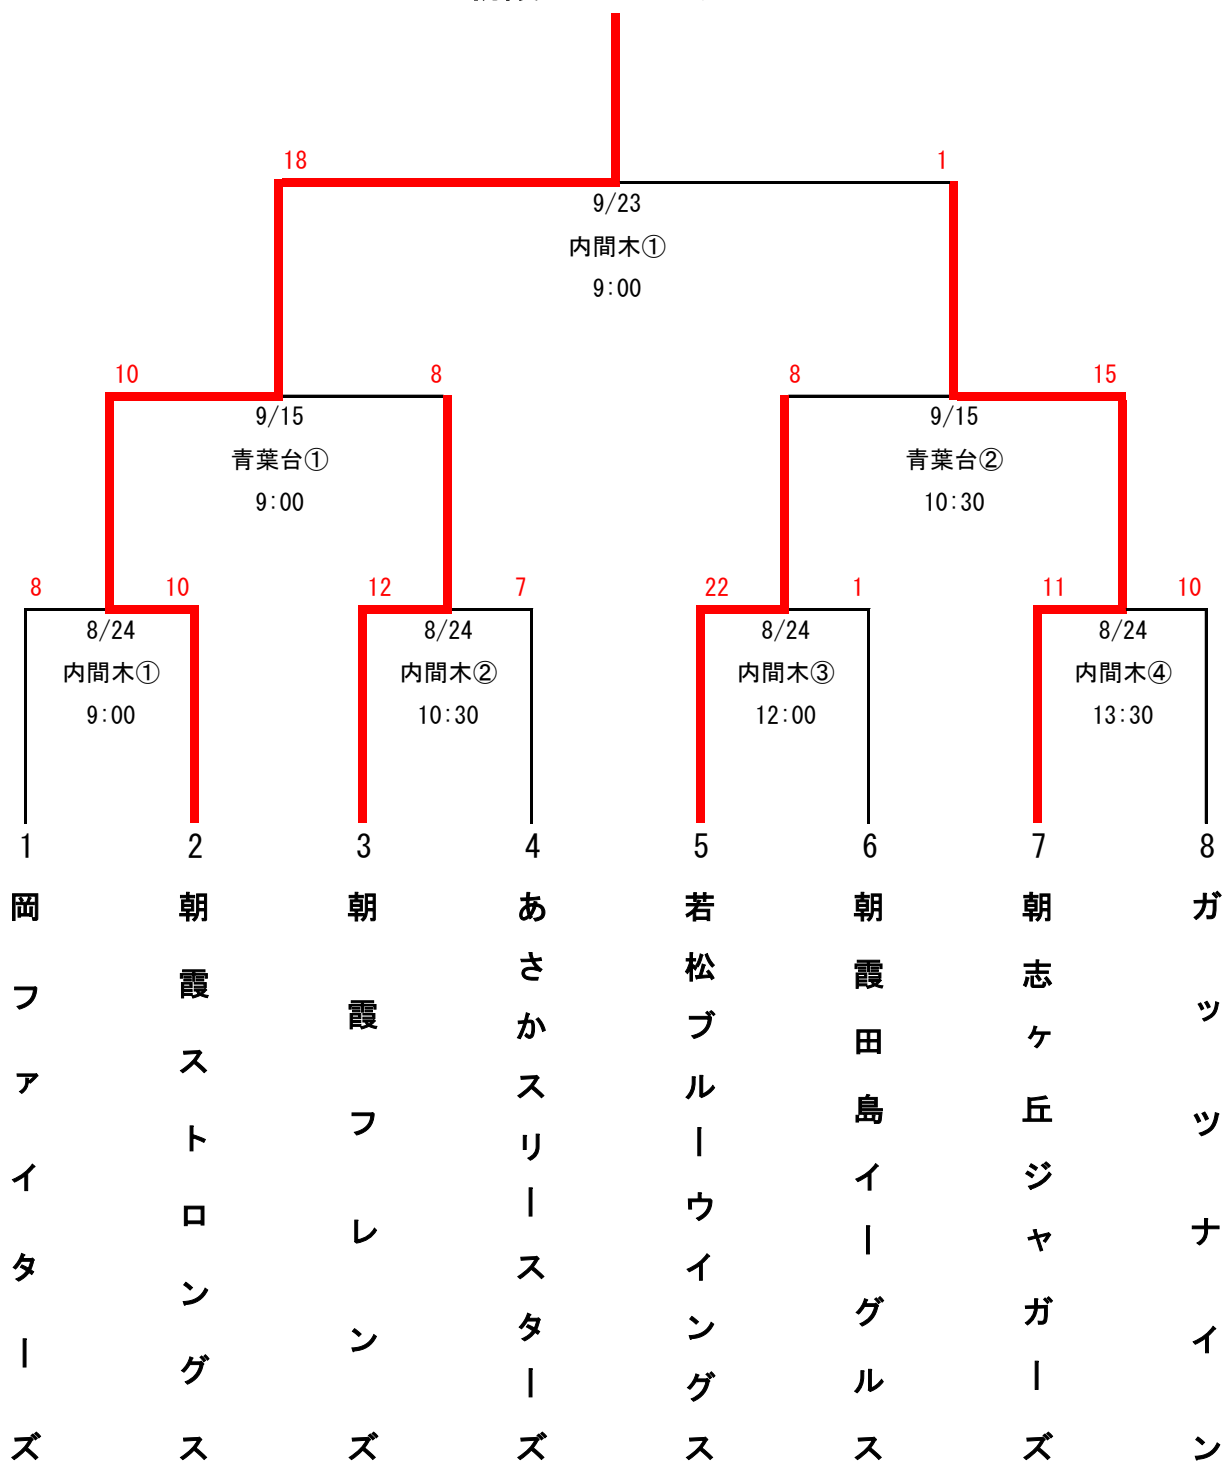 18 1
9/23
内間木①
9:00
10 8 8 15
9/15 9/15
青葉台① 青葉台②
9:00 10:30
8 10 12 7 22 1 11 10
8/24 8/24 8/24 8/24
内間木① 内間木② 内間木③ 内間木④
9:00 10:30 12:00 13:30
1 2 3 4 5 6 7 8
岡ファイターズ
朝霞ストロングス
朝霞フレンズ
あさかスリースターズ
若松ブルーウイングス
朝霞田島イーグルス
朝志ヶ丘ジャガーズ
ガッツナイン